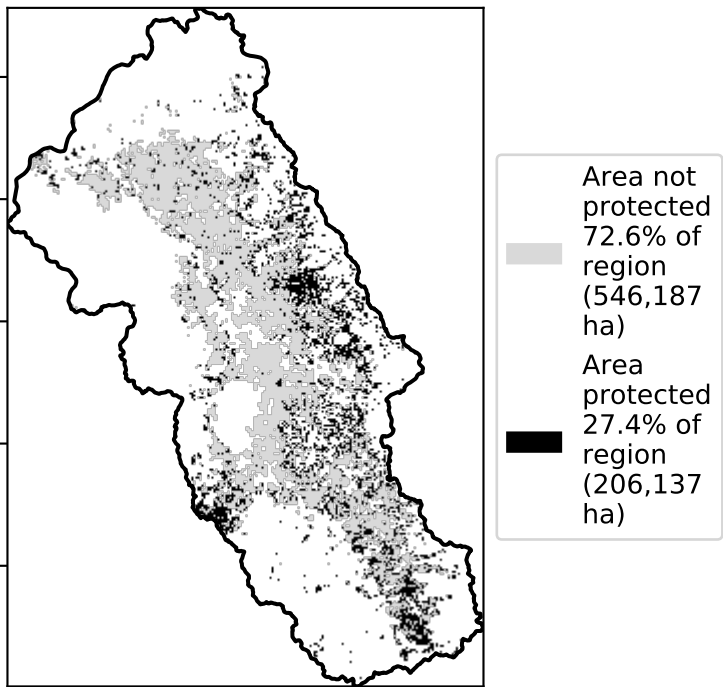 Area not
protected
72.6% of
region
(546,187
ha)
Area
protected
27.4% of
region
(206,137
ha)